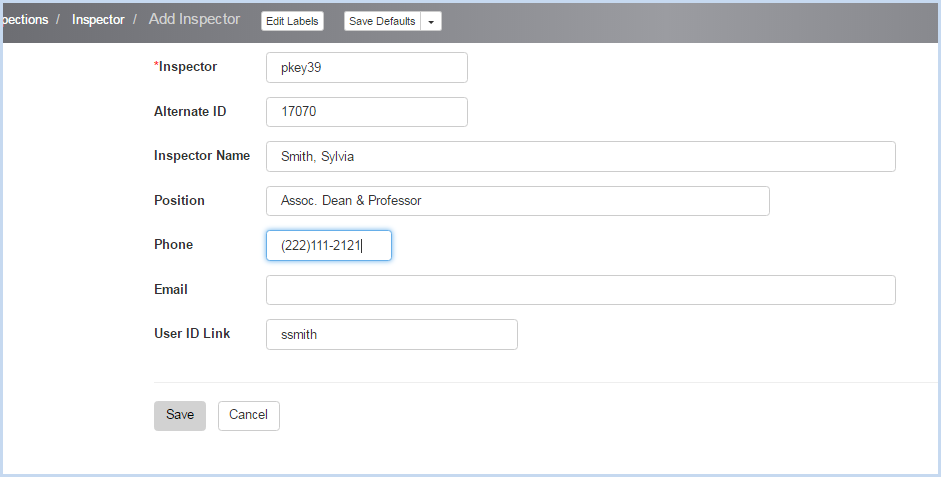 pections / Inspector / Add Inspector Edit Labels Save Defaults
*Inspector pkey39
Alternate ID 17070
Inspector Name Smith, Sylvia
Position Assoc. Dean & Professor
Phone (222)111-2121
Email
User ID Link ssmith
Save Cancel